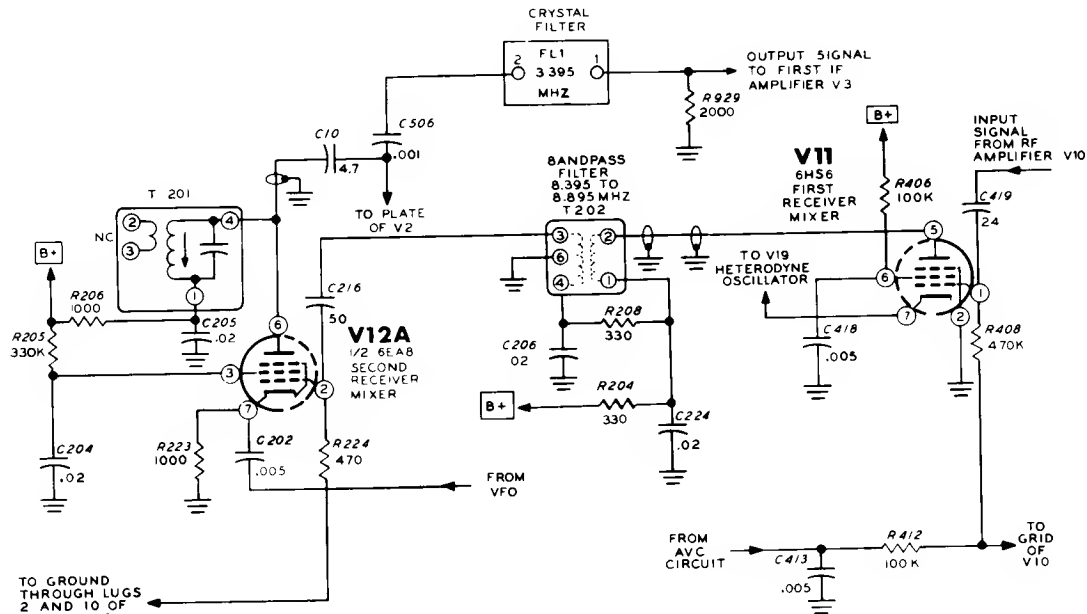 CRYSTAL
FILTER
2 FL1 1
3.395
MHZ
OUTPUT SIGNAL
TO FIRST IF
AMPLIFIER V3
R929
2000
C506
.001
C10
4.7
TO PLATE
OF V2
T 201
NC
2
3
4
1
B+
R206
1000
R205
330K
C205
.02
C216
50
6
V12A
1/2 6EA8
SECOND
RECEIVER
MIXER
3
2
7
C204
.02
R223
1000
C202
.005
R224
470
FROM
VFO
TO GROUND
THROUGH LUGS
2 AND 10 OF
BANDPASS
FILTER
8.395 TO
8.895 MHZ
T202
3
6
4
2
1
R208
330
C206
.02
B+
R204
330
C224
.02
V11
6HS6
FIRST
RECEIVER
MIXER
B+
R406
100K
INPUT
SIGNAL
FROM RF
AMPLIFIER V10
C419
24
TO V19
HETERODYNE
OSCILLATOR
5
6
7
2
1
C418
.005
R408
470K
FROM
AVC
CIRCUIT
C413
.005
R412
100K
TO
GRID
OF
V10